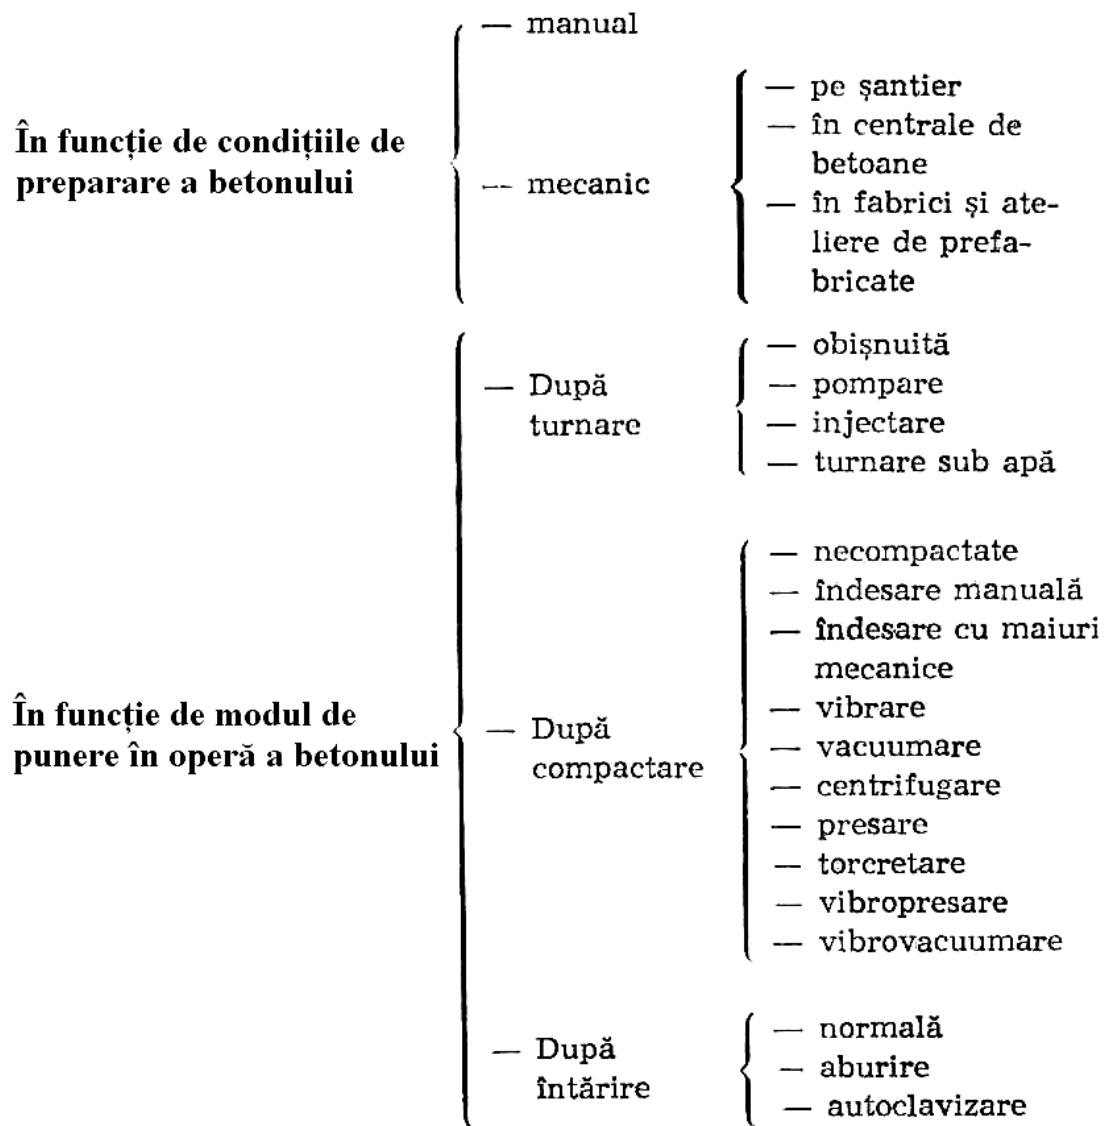 În funcție de condițiile de
preparare a betonului
— manual
— mecanic
— pe șantier
— în centrale de
betoane
— în fabrici și ate-
liere de prefa-
bricate
În funcție de modul de
punere în operă a betonului
— După
turnare
— obișnuită
— pompare
— injectare
— turnare sub apă
— După
compactare
— necompactate
— îndesare manuală
— îndesare cu maiuri
mecanice
— vibrare
— vacuumare
— centrifugare
— presare
— torcretare
— vibropresare
— vibrovacuumare
— După
întărire
— normală
— aburire
— autoclavizare